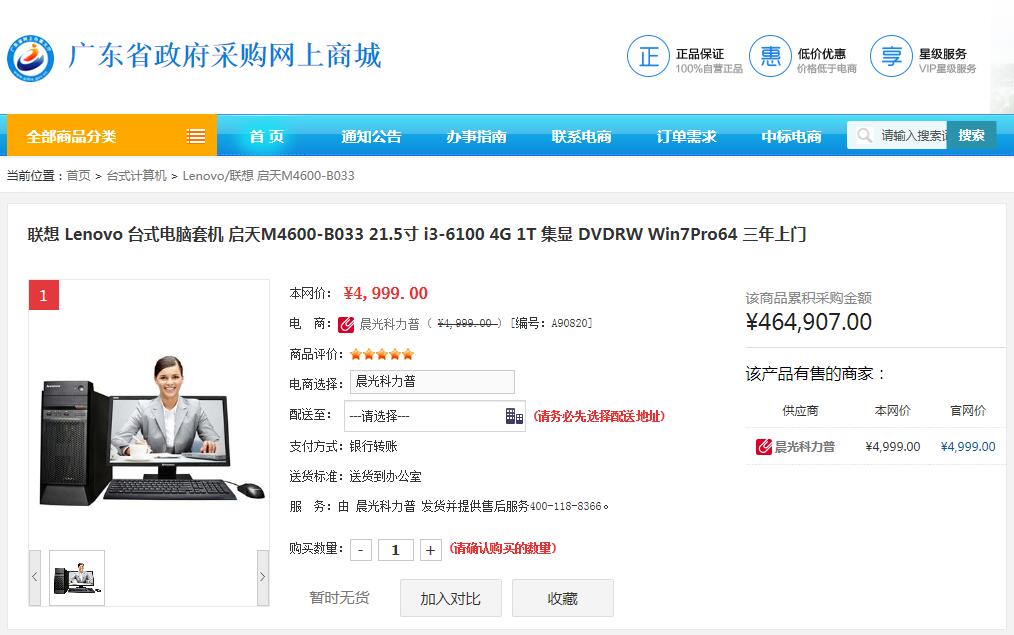 广东省政府采购网上商城
正 正品保证 惠 低价优惠 享 星级服务
100%自营正品 价格低于电商 VIP星级服务
全部商品分类 首 页 通知公告 办事指南 联系电商 订单需求 中标电商 请输入搜索 搜索
当前位置：首页 > 台式计算机 > Lenovo/联想 启天M4600-B033
联想 Lenovo 台式电脑套机 启天M4600-B033 21.5寸 i3-6100 4G 1T 集显 DVDRW Win7Pro64 三年上门
1
本网价： ¥4,999.00
电 商： 晨光科力普（ ¥4,999.00 ）[编号：A90820]
商品评价：
电商选择： 晨光科力普
配送至： ---请选择--- (请务必先选择配送地址)
支付方式：银行转账
送货标准：送货到办公室
服 务：由 晨光科力普 发货并提供售后服务400-118-8366。
购买数量： - 1 + (请确认购买的数量)
暂时无货 加入对比 收藏
该商品累积采购金额
¥464,907.00
该产品有售的商家：
供应商 本网价 官网价
晨光科力普 ¥4,999.00 ¥4,999.00